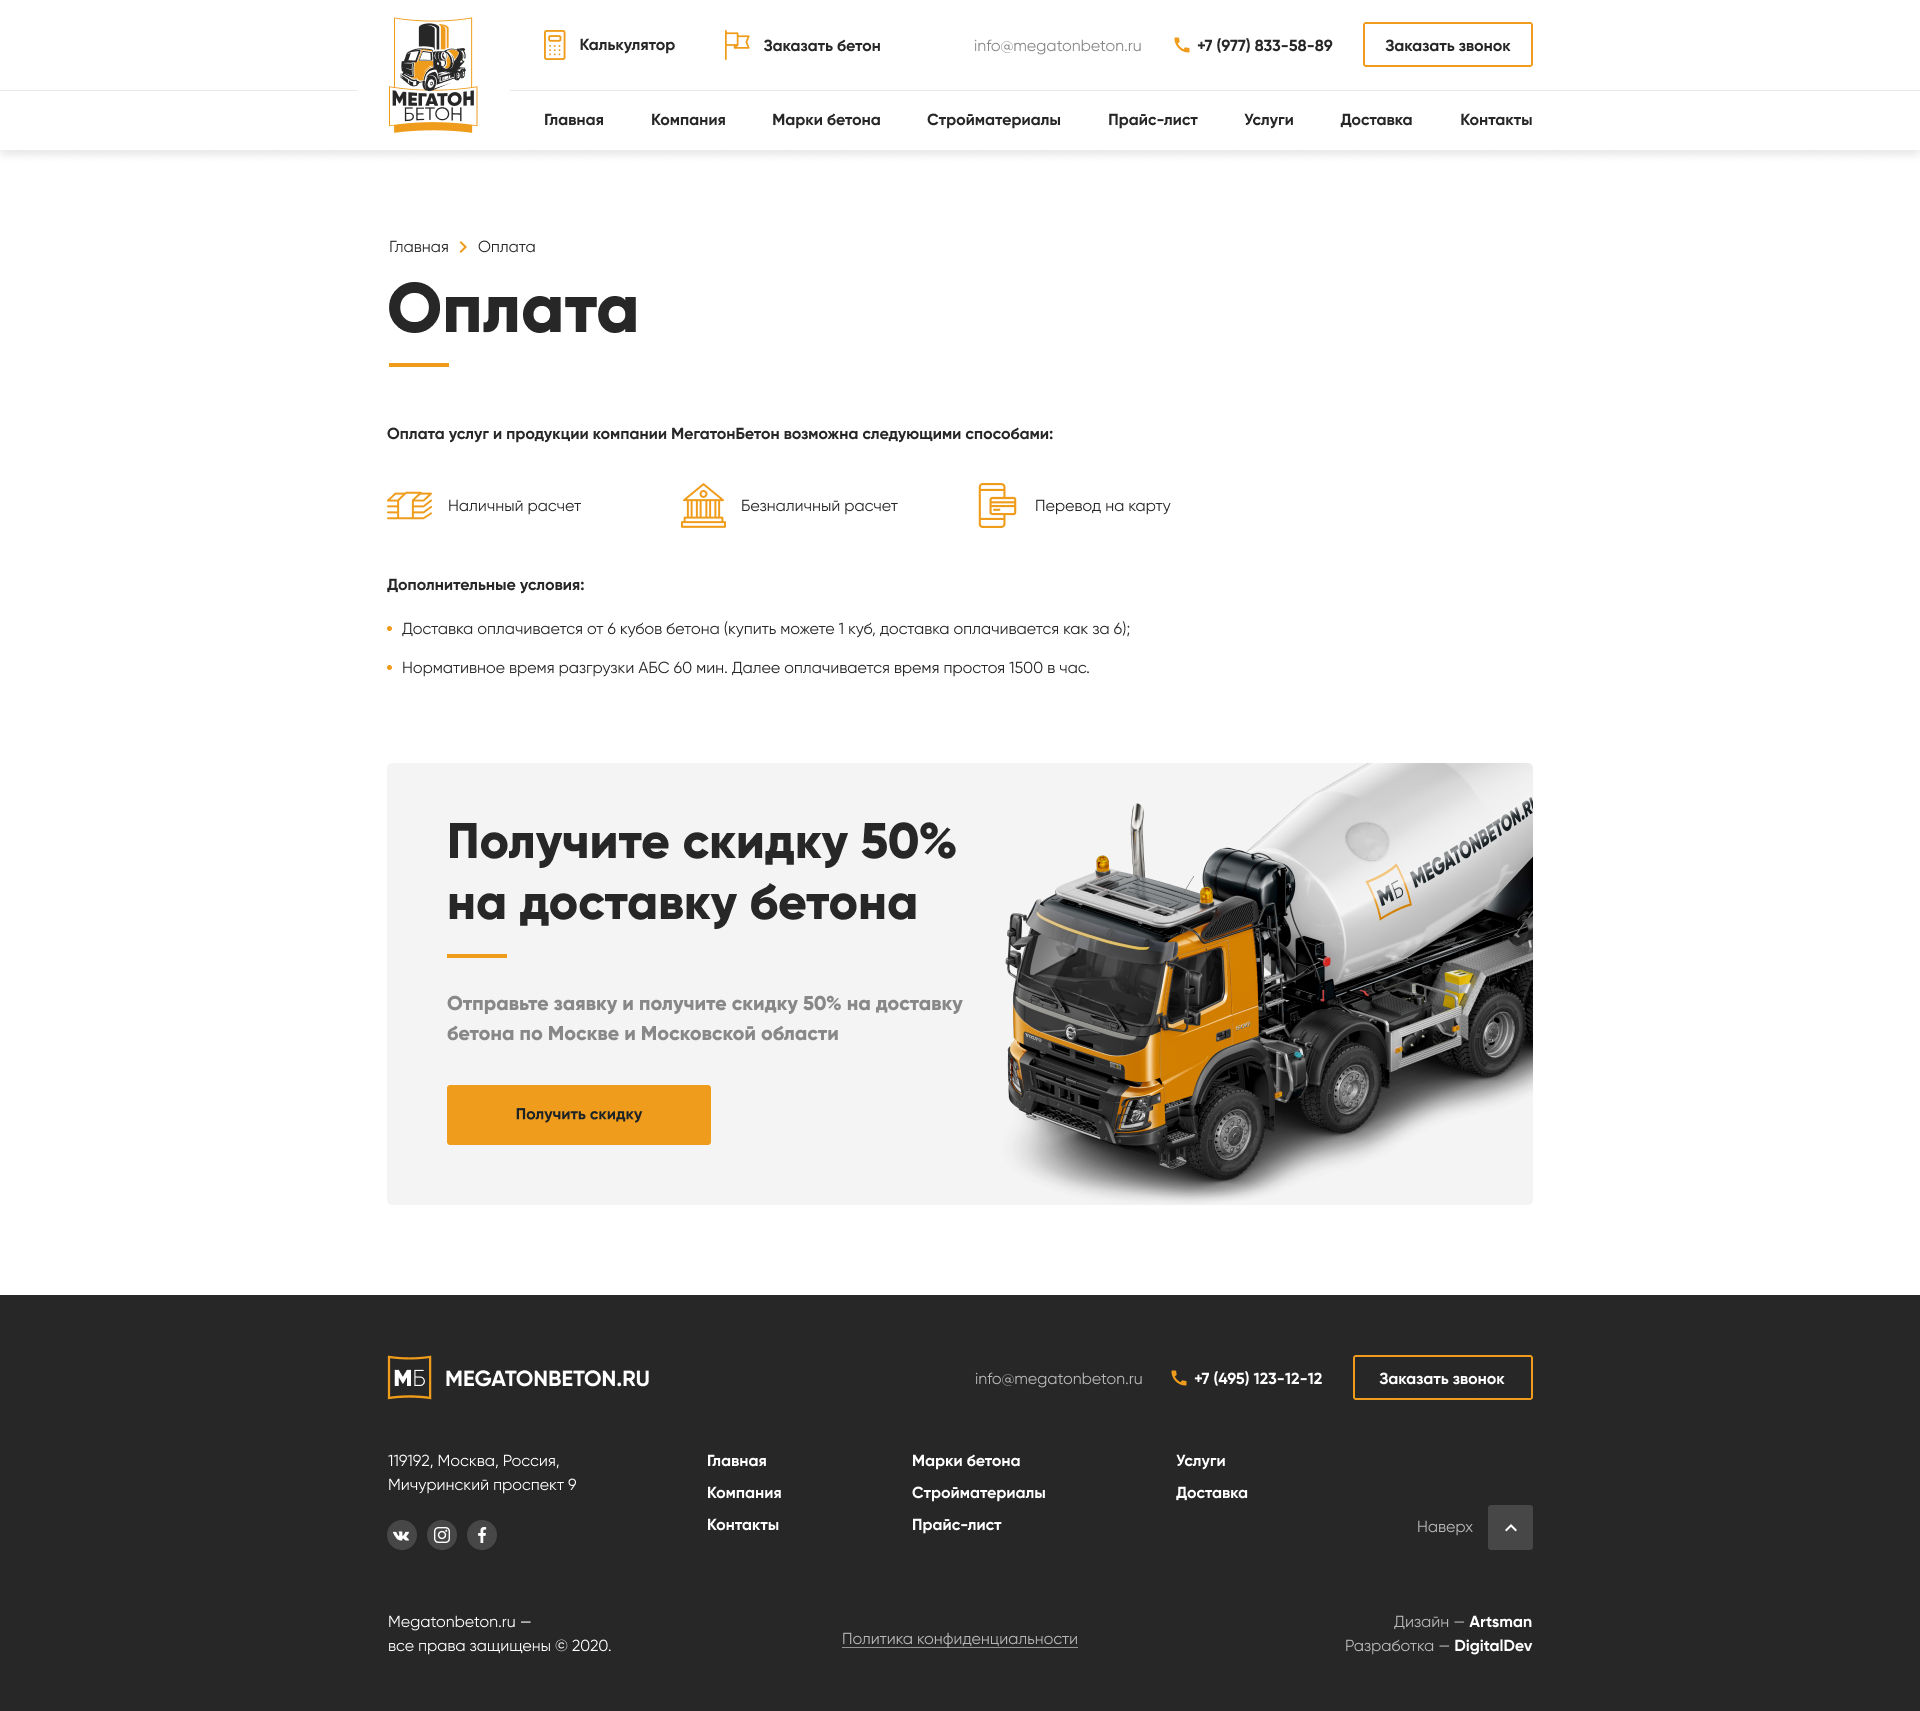 МЕГАТОН
БЕТОН
Калькулятор
Заказать бетон
info@megatonbeton.ru
+7 (977) 833-58-89
Заказать звонок
Главная
Компания
Марки бетона
Стройматериалы
Прайс-лист
Услуги
Доставка
Контакты
Главная
Оплата
Оплата
Оплата услуг и продукции компании МегатонБетон возможна следующими способами:
Наличный расчет
Безналичный расчет
Перевод на карту
Дополнительные условия:
Доставка оплачивается от 6 кубов бетона (купить можете 1 куб, доставка оплачивается как за 6);
Нормативное время разгрузки АБС 60 мин. Далее оплачивается время простоя 1500 в час.
Получите скидку 50%
на доставку бетона
Отправьте заявку и получите скидку 50% на доставку
бетона по Москве и Московской области
Получить скидку
МБ MEGATONBETON.RU
МБ
MEGATONBETON.RU
info@megatonbeton.ru
+7 (495) 123-12-12
Заказать звонок
119192, Москва, Россия,
Мичуринский проспект 9
Главная
Компания
Контакты
Марки бетона
Стройматериалы
Прайс-лист
Услуги
Доставка
Наверх
Megatonbeton.ru —
все права защищены © 2020.
Политика конфиденциальности
Дизайн — Artsman
Разработка — DigitalDev